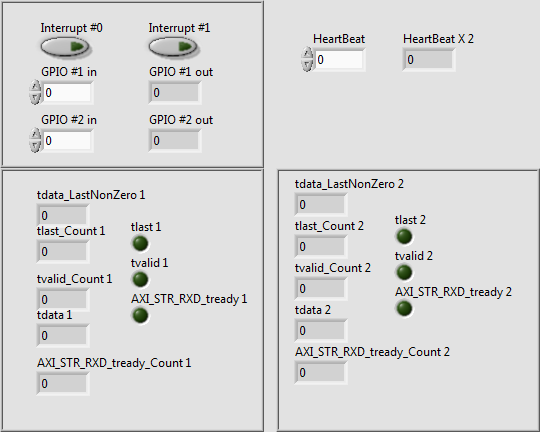 Interrupt #0
Interrupt #1
GPIO #1 in
GPIO #1 out
0
0
GPIO #2 in
GPIO #2 out
0
0
HeartBeat
HeartBeat X 2
0
0
tdata_LastNonZero 1
0
tlast_Count 1
0
tvalid_Count 1
0
tdata 1
0
AXI_STR_RXD_tready_Count 1
0
tlast 1
tvalid 1
AXI_STR_RXD_tready 1
tdata_LastNonZero 2
0
tlast_Count 2
0
tvalid_Count 2
0
tdata 2
0
AXI_STR_RXD_tready_Count 2
0
tlast 2
tvalid 2
AXI_STR_RXD_tready 2